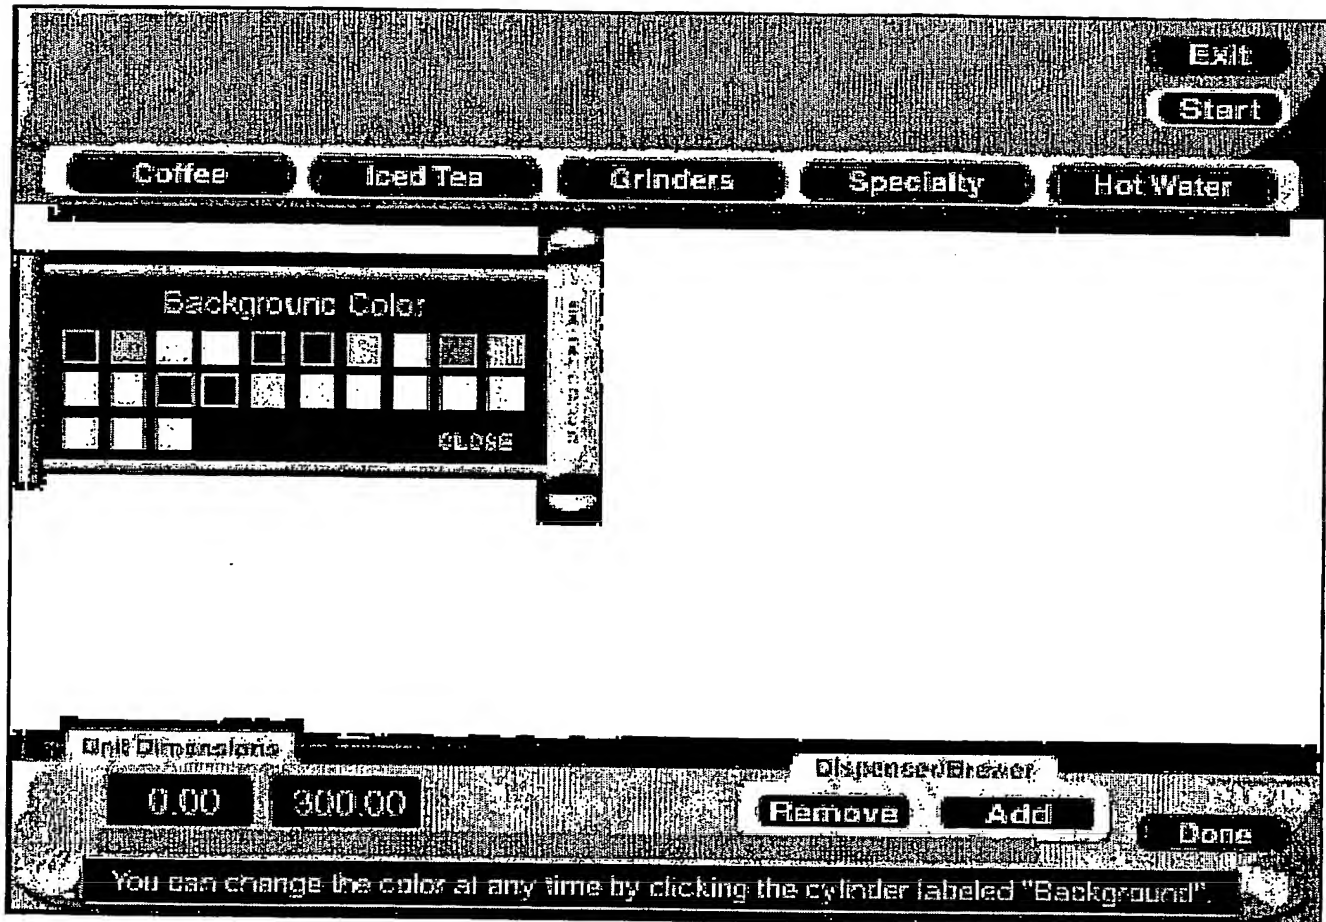 Exit
Start
Coffee
Iced Tea
Grinders
Specialty
Hot Water
Background Color
CLOSE
Unit Dimensions
0.00
300.00
Dispenser/Brewer
Remove
Add
Done
You can change the color at any time by clicking the cylinder labeled "Background".